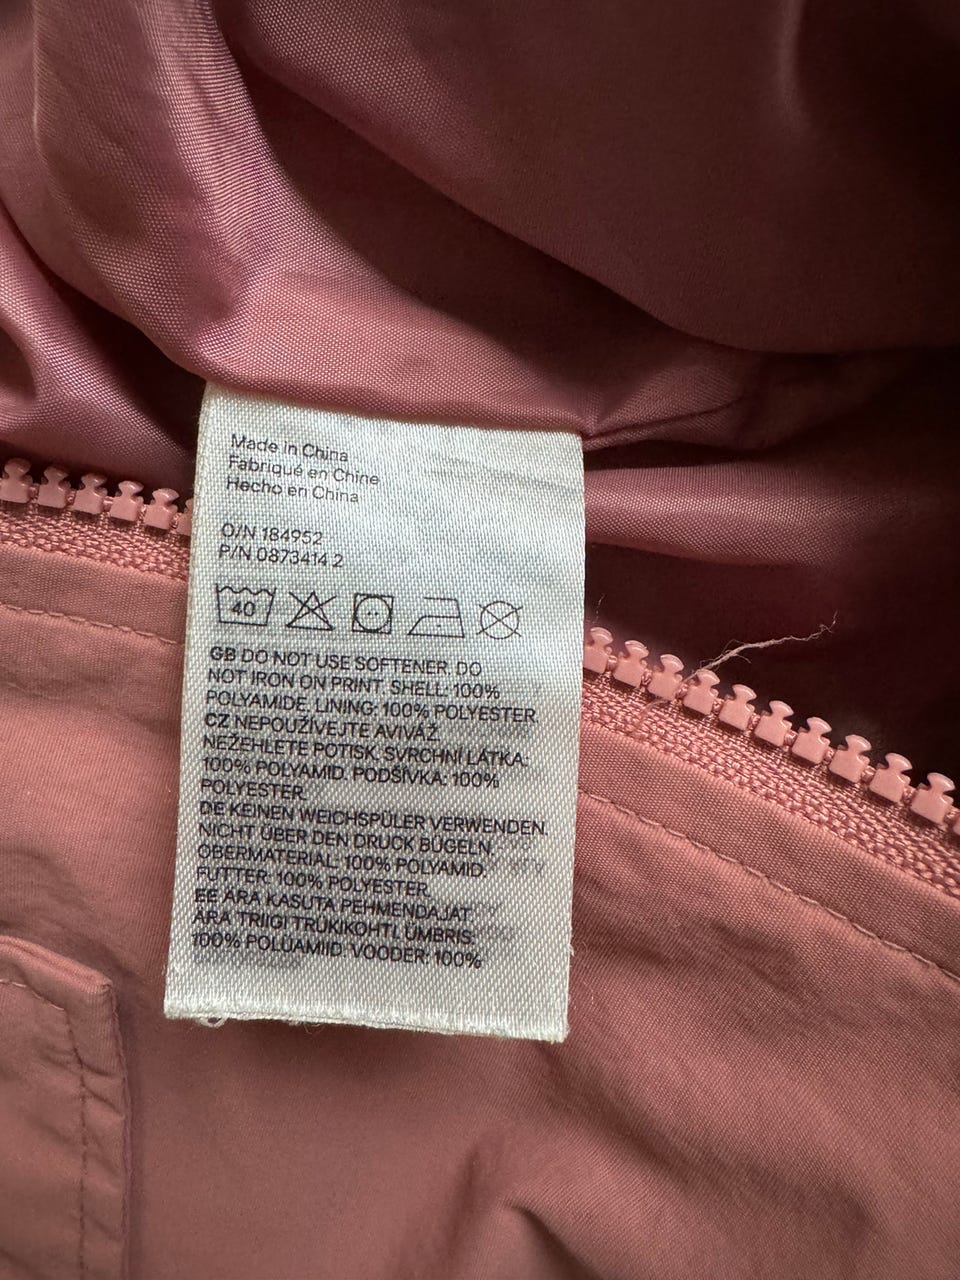 Made in China
Fabriqué en Chine
Hecho en China
O/N 184952
P/N 0873414 2
40
GB DO NOT USE SOFTENER. DO
NOT IRON ON PRINT. SHELL: 100%
POLYAMIDE. LINING: 100% POLYESTER.
CZ NEPOUŽÍVEJTE AVIVÁŽ.
NEŽEHLETE POTISK. SVRCHNÍ LÁTKA:
100% POLYAMID. PODŠÍVKA: 100%
POLYESTER.
DE KEINEN WEICHSPÜLER VERWENDEN.
NICHT ÜBER DEN DRUCK BÜGELN.
OBERMATERIAL: 100% POLYAMID.
FUTTER: 100% POLYESTER.
EE ÄRA KASUTA PEHMENDAJAT.
ÄRA TRIIGI TRÜKIKOHTI. ÜMBRIS:
100% POLÜAMIID. VOODER: 100%